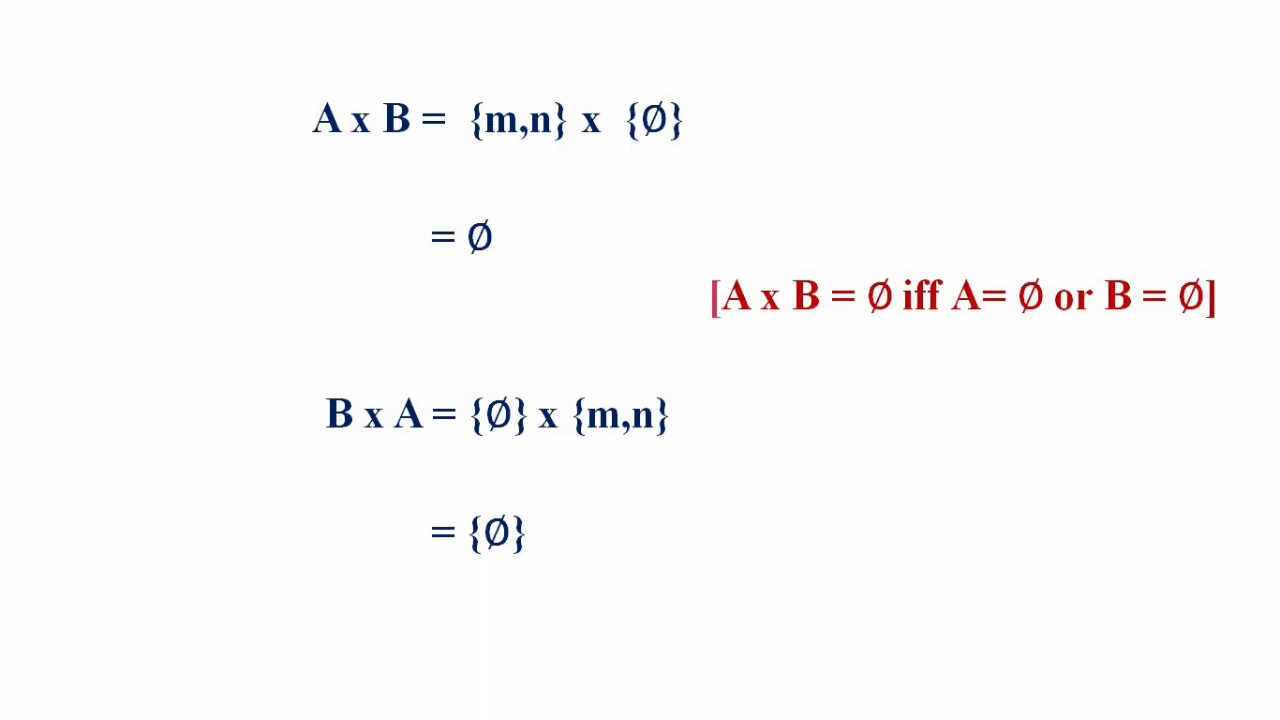 A x B = {m,n} x {∅}
= ∅
[A x B = ∅ iff A= ∅ or B = ∅]
B x A = {∅} x {m,n}
= {∅}